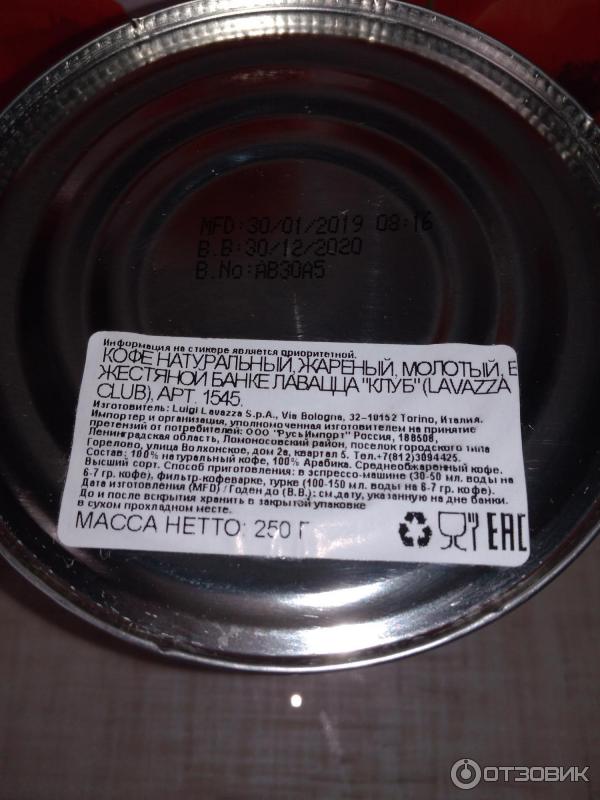 MFD:30/01/2019 08:16
B.B:30/12/2020
B.No:AB30A5
Информация на стикере является приоритетной.
КОФЕ НАТУРАЛЬНЫЙ, ЖАРЕНЫЙ, МОЛОТЫЙ, В
ЖЕСТЯНОЙ БАНКЕ ЛАВАЦЦА "КЛУБ"(LAVAZZA
CLUB), АРТ. 1545.
Изготовитель: Luigi Lavazza S.p.A., Via Bologna, 32-10152 Torino, Италия.
Импортер и организация, уполномоченная изготовителем на принятие
претензий от потребителей: ООО "РусьИмпорт" Россия, 188508,
Ленинградская область, Ломоносовский район, поселок городского типа
Горелово, улица Волхонское, дом 2а, квартал 5. Тел.+7(812)3894425.
Состав: 100% натуральный кофе, 100% Арабика. Среднеобжаренный кофе.
Высший сорт. Способ приготовления: в эспрессо-машине (30-50 мл. воды на
6-7 гр. кофе), фильтр-кофеварке, турке (100-150 мл. воды на 6-7 гр. кофе).
Дата изготовления (MFD) / Годен до (B.B.): см.дату, указанную на дне банки.
До и после вскрытия хранить в закрытой упаковке
в сухом прохладном месте.
МАССА НЕТТО: 250 Г
EAC
ОТЗОВИК